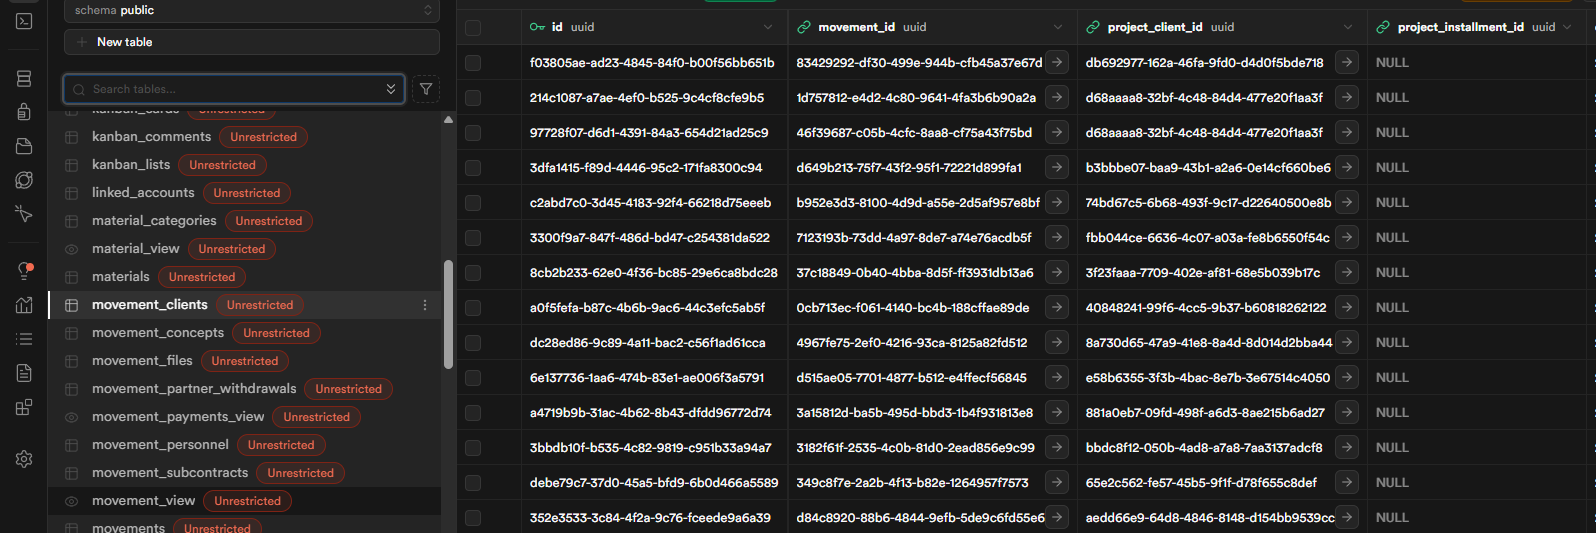 schema public
New table
Search tables...
kanban_cards Unrestricted
kanban_comments Unrestricted
kanban_lists Unrestricted
linked_accounts Unrestricted
material_categories Unrestricted
material_view Unrestricted
materials Unrestricted
movement_clients Unrestricted
movement_concepts Unrestricted
movement_files Unrestricted
movement_partner_withdrawals Unrestricted
movement_payments_view Unrestricted
movement_personnel Unrestricted
movement_subcontracts Unrestricted
movement_view Unrestricted
movements Unrestricted
id uuid movement_id uuid project_client_id uuid project_installment_id uuid
f03805ae-ad23-4845-84f0-b00f56bb651b 83429292-df30-499e-944b-cfb45a37e67d db692977-162a-46fa-9fd0-d4d0f5bde718 NULL
214c1087-a7ae-4ef0-b525-9c4cf8cfe9b5 1d757812-e4d2-4c80-9641-4fa3b6b90a2a d68aaaa8-32bf-4c48-84d4-477e20f1aa3f NULL
97728f07-d6d1-4391-84a3-654d21ad25c9 46f39687-c05b-4cfc-8aa8-cf75a43f75bd d68aaaa8-32bf-4c48-84d4-477e20f1aa3f NULL
3dfa1415-f89d-4446-95c2-171fa8300c94 d649b213-75f7-43f2-95f1-72221d899fa1 b3bbbe07-baa9-43b1-a2a6-0e14cf660be6 NULL
c2abd7c0-3d45-4183-92f4-66218d75eeeb b952e3d3-8100-4d9d-a55e-2d5af957e8bf 74bd67c5-6b68-493f-9c17-d22640500e8b NULL
3300f9a7-847f-486d-bd47-c254381da522 7123193b-73dd-4a97-8de7-a74e76acdb5f fbb044ce-6636-4c07-a03a-fe8b6550f54c NULL
8cb2b233-62e0-4f36-bc85-29e6ca8bdc28 37c18849-0b40-4bba-8d5f-ff3931db13a6 3f23faaa-7709-402e-af81-68e5b039b17c NULL
a0f5fefa-b87c-4b6b-9ac6-44c3efc5ab5f 0cb713ec-f061-4140-bc4b-188cffae89de 40848241-99f6-4cc5-9b37-b60818262122 NULL
dc28ed86-9c89-4a11-bac2-c56f1ad61cca 4967fe75-2ef0-4216-93ca-8125a82fd512 8a730d65-47a9-41e8-8a4d-8d014d2bba44 NULL
6e137736-1aa6-474b-83e1-ae006f3a5791 d515ae05-7701-4877-b512-e4ffecf56845 e58b6355-3f3b-4bac-8e7b-3e67514c4050 NULL
a4719b9b-31ac-4b62-8b43-dfdd96772d74 3a15812d-ba5b-495d-bbd3-1b4f931813e8 881a0eb7-09fd-498f-a6d3-8ae215b6ad27 NULL
3bbdb10f-b535-4c82-9819-c951b33a94a7 3182f61f-2535-4c0b-81d0-2ead856e9c99 bbdc8f12-050b-4ad8-a7a8-7aa3137adcf8 NULL
debe79c7-37d0-45a5-bfd9-6b0d466a5589 349c8f7e-2a2b-4f13-b82e-1264957f7573 65e2c562-fe57-45b5-9f1f-d78f655c8def NULL
352e3533-3c84-4f2a-9c76-fceede9a6a39 d84c8920-88b6-4844-9efb-5de9c6fd55e6 aedd66e9-64d8-4846-8148-d154bb9539cc NULL